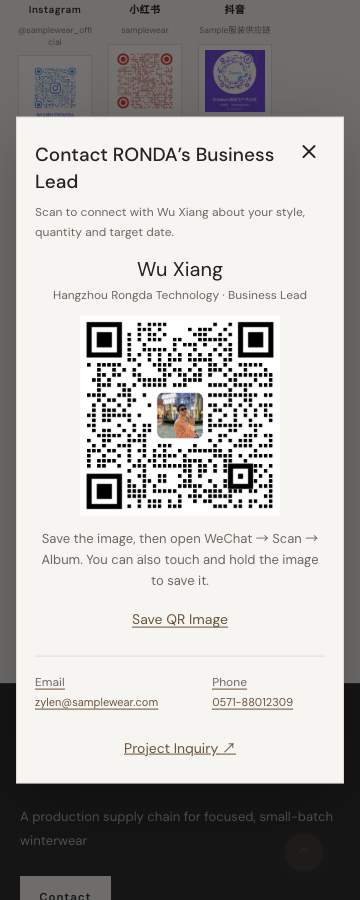 Instagram 小红书 抖音
@samplewear_offi samplewear Sample服装供应链
cial
Contact RONDA’s Business
Lead
Scan to connect with Wu Xiang about your style,
quantity and target date.
Wu Xiang
Hangzhou Rongda Technology · Business Lead
Save the image, then open WeChat → Scan →
Album. You can also touch and hold the image
to save it.
Save QR Image
Email Phone
zylen@samplewear.com 0571-88012309
Project Inquiry ↗
A production supply chain for focused, small-batch
winterwear
Contact